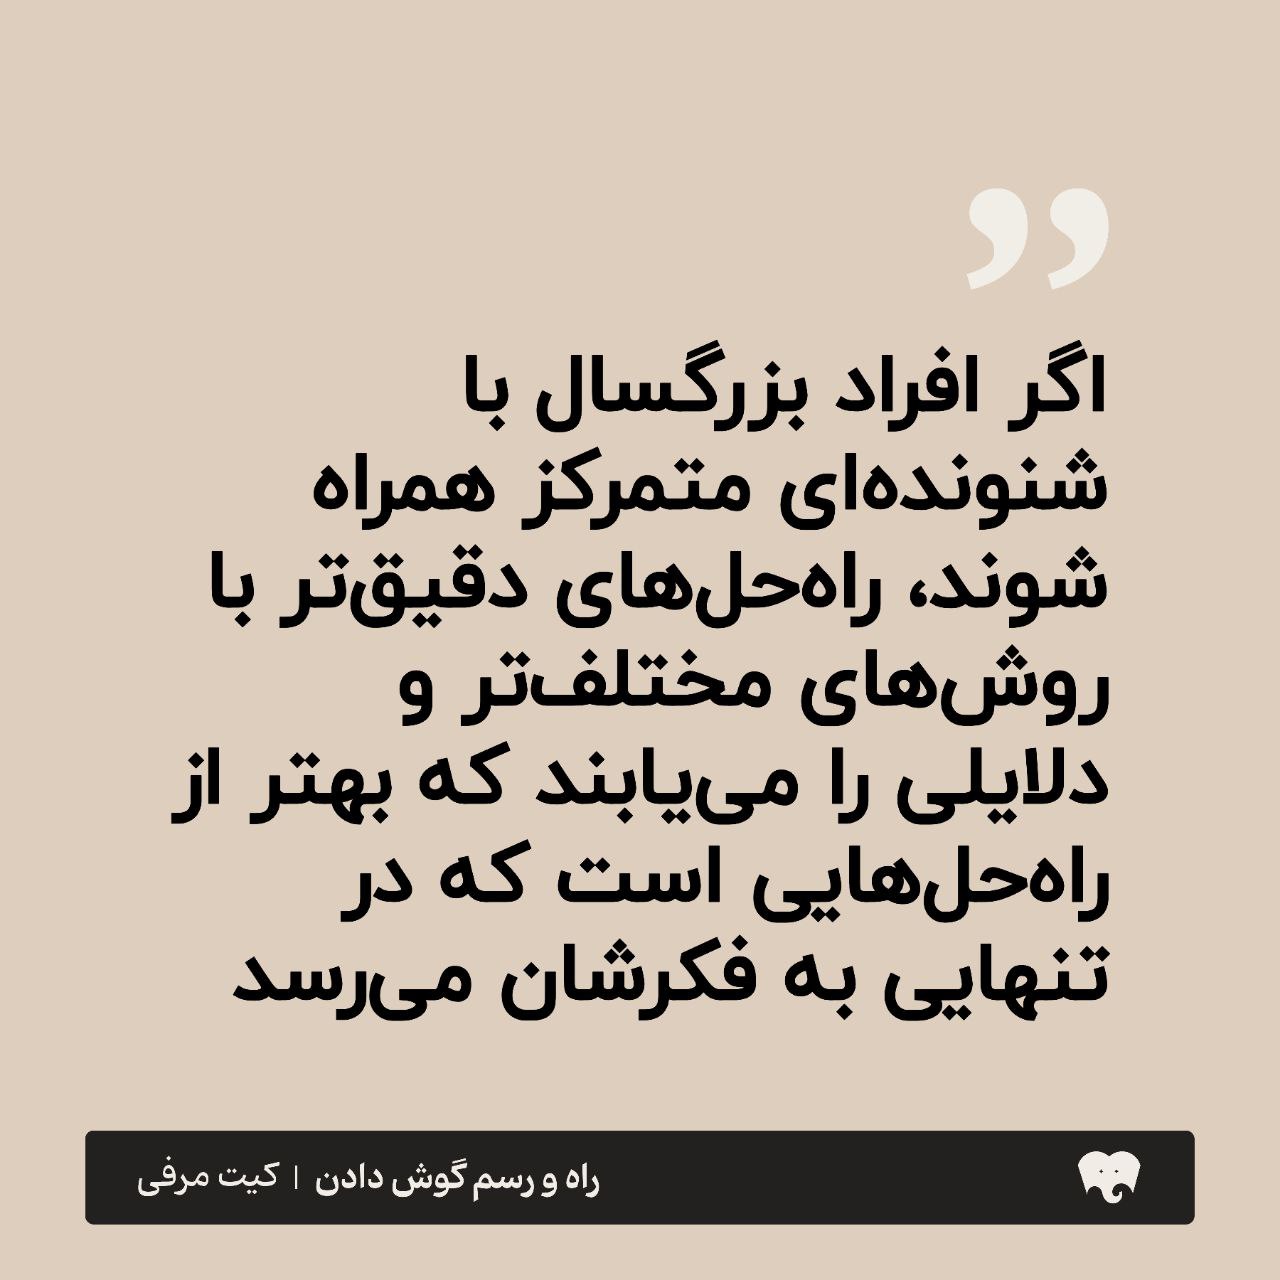 اگر افراد بزرگسال با
شنونده‌ای متمرکز همراه
شوند، راه‌حل‌های دقیق‌تر با
روش‌های مختلف‌تر و
دلایلی را می‌یابند که بهتر از
راه‌حل‌هایی است که در
تنهایی به فکرشان می‌رسد
راه و رسم گوش دادن | کیت مرفی